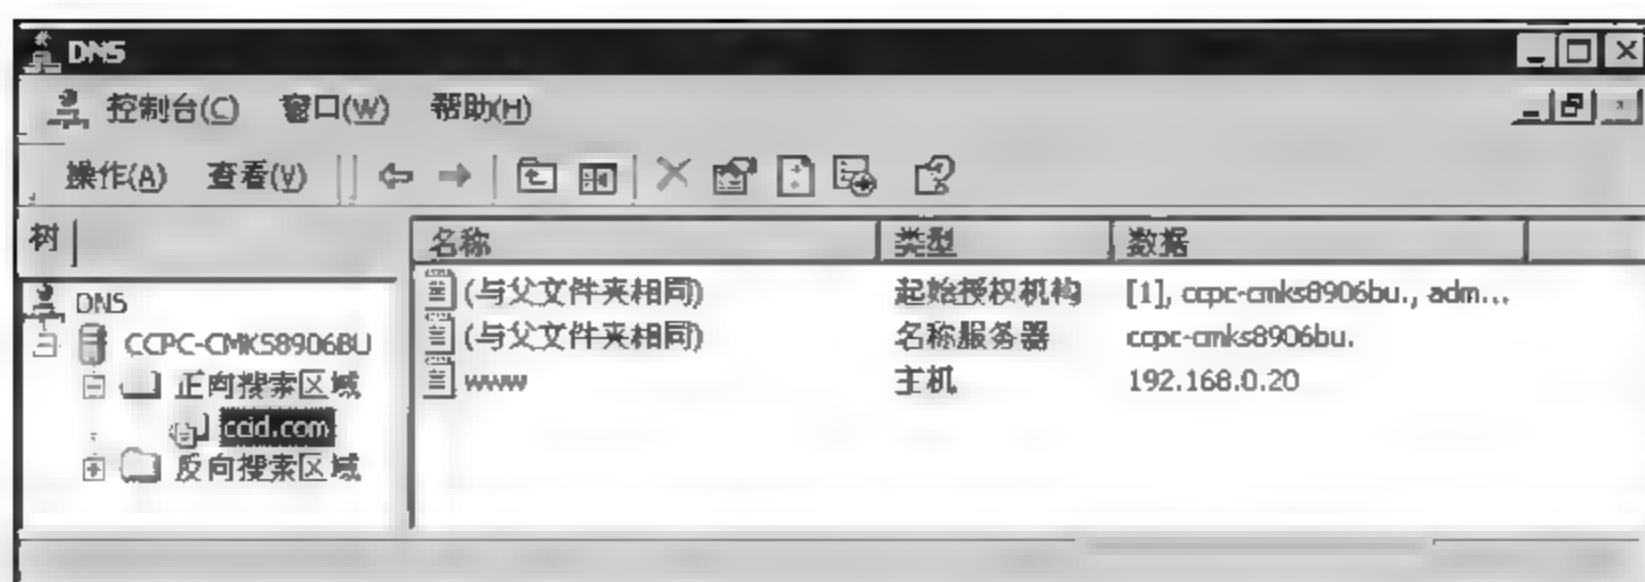 DNS
控制台(C) 窗口(W) 帮助(H)
操作(A) 查看(V)
树
名称 类型 数据
(与父文件夹相同) 起始授权机构 [1], ccpc-cmks8906bu., adm...
(与父文件夹相同) 名称服务器 ccpc-cmks8906bu.
www 主机 192.168.0.20
DNS
CCPC-CMKS8906BU
正向搜索区域
ccid.com
反向搜索区域